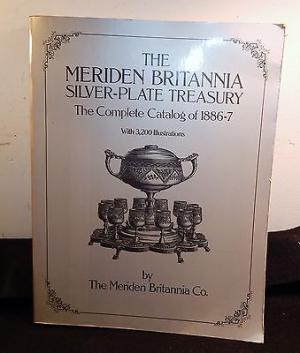 THE
MERIDEN BRITANNIA
SILVER-PLATE TREASURY
The Complete Catalog of 1886-7
With 3,200 Illustrations
by
The Meriden Britannia Co.